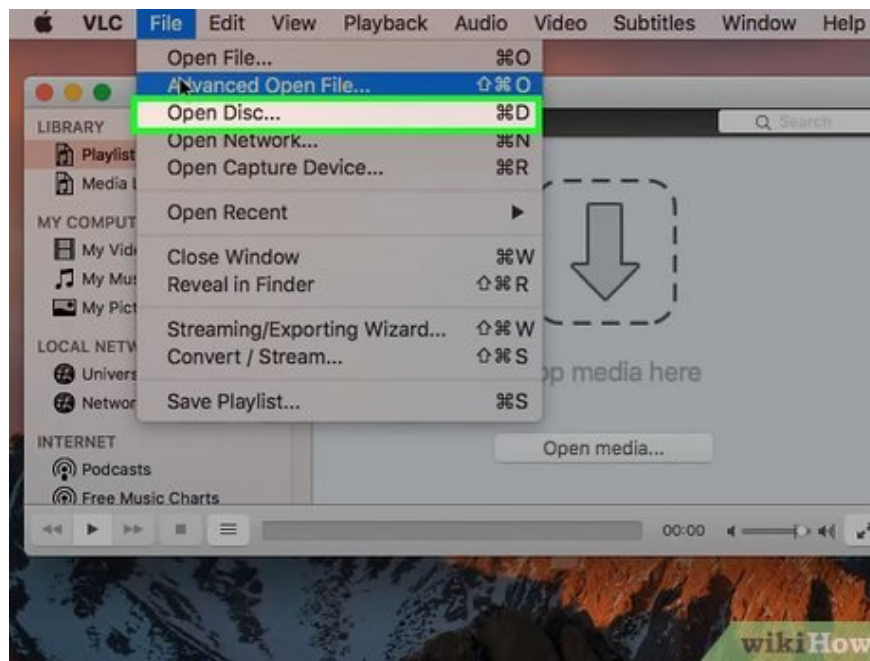 VLC File Edit View Playback Audio Video Subtitles Window Help
Open File... ⌘O
Advanced Open File... ⇧⌘O
Open Disc... ⌘D
Open Network... ⌘N
Open Capture Device... ⌘R
Open Recent ▶
Close Window ⌘W
Reveal in Finder ⇧⌘R
Streaming/Exporting Wizard... ⇧⌘W
Convert / Stream... ⇧⌘S
Save Playlist... ⌘S
LIBRARY
Playlist
Media
MY COMPUT
My Vid
My Mus
My Pict
LOCAL NETW
Univers
Networ
INTERNET
Podcasts
Free Music Charts
Search
op media here
Open media...
00:00
wikiHow